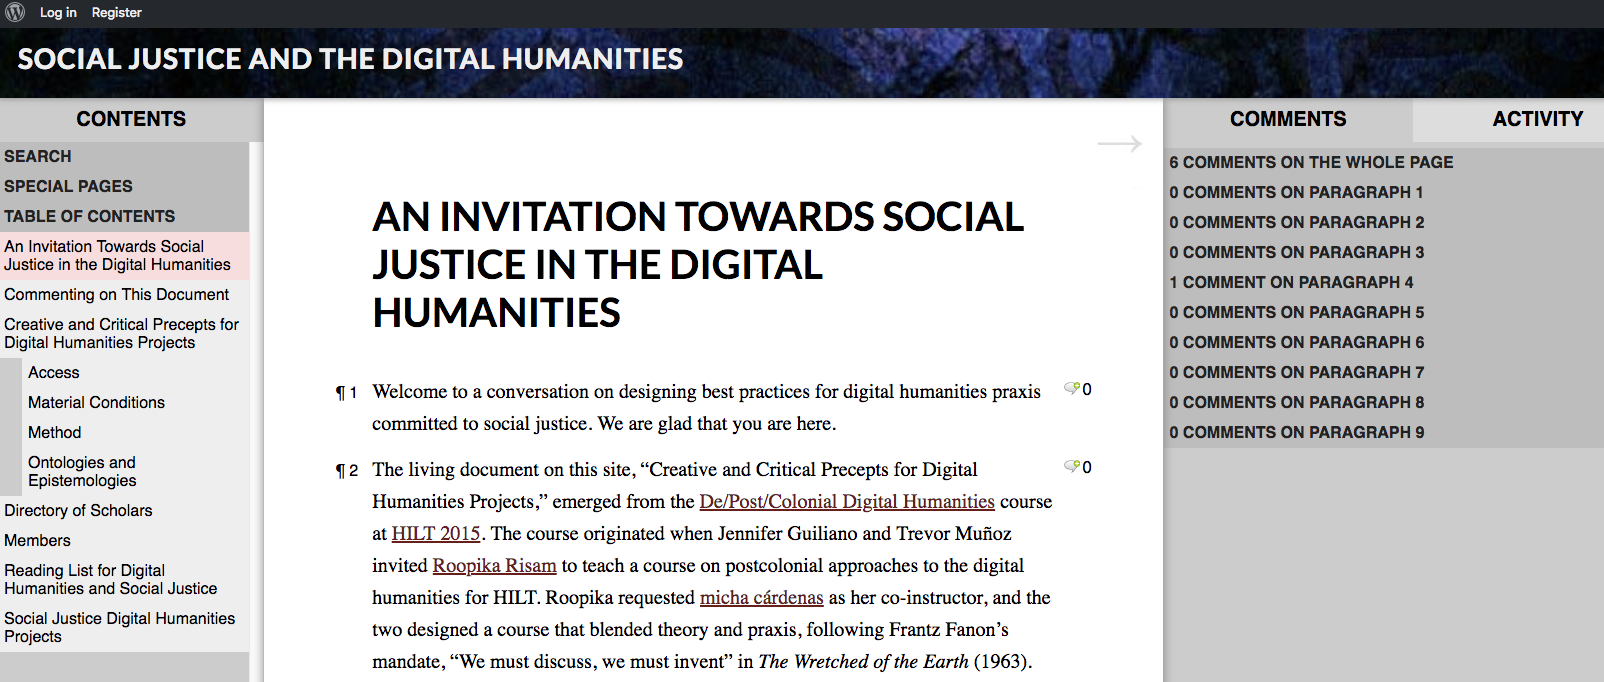 Log in Register
SOCIAL JUSTICE AND THE DIGITAL HUMANITIES
CONTENTS
SEARCH
SPECIAL PAGES
TABLE OF CONTENTS
An Invitation Towards Social
Justice in the Digital Humanities
Commenting on This Document
Creative and Critical Precepts for
Digital Humanities Projects
Access
Material Conditions
Method
Ontologies and
Epistemologies
Directory of Scholars
Members
Reading List for Digital
Humanities and Social Justice
Social Justice Digital Humanities
Projects
AN INVITATION TOWARDS SOCIAL
JUSTICE IN THE DIGITAL
HUMANITIES
¶ 1 Welcome to a conversation on designing best practices for digital humanities praxis 0
committed to social justice. We are glad that you are here.
¶ 2 The living document on this site, “Creative and Critical Precepts for Digital 0
Humanities Projects,” emerged from the De/Post/Colonial Digital Humanities course
at HILT 2015. The course originated when Jennifer Guiliano and Trevor Muñoz
invited Roopika Risam to teach a course on postcolonial approaches to the digital
humanities for HILT. Roopika requested micha cárdenas as her co-instructor, and the
two designed a course that blended theory and praxis, following Frantz Fanon’s
mandate, “We must discuss, we must invent” in The Wretched of the Earth (1963).
COMMENTS ACTIVITY
6 COMMENTS ON THE WHOLE PAGE
0 COMMENTS ON PARAGRAPH 1
0 COMMENTS ON PARAGRAPH 2
0 COMMENTS ON PARAGRAPH 3
1 COMMENT ON PARAGRAPH 4
0 COMMENTS ON PARAGRAPH 5
0 COMMENTS ON PARAGRAPH 6
0 COMMENTS ON PARAGRAPH 7
0 COMMENTS ON PARAGRAPH 8
0 COMMENTS ON PARAGRAPH 9